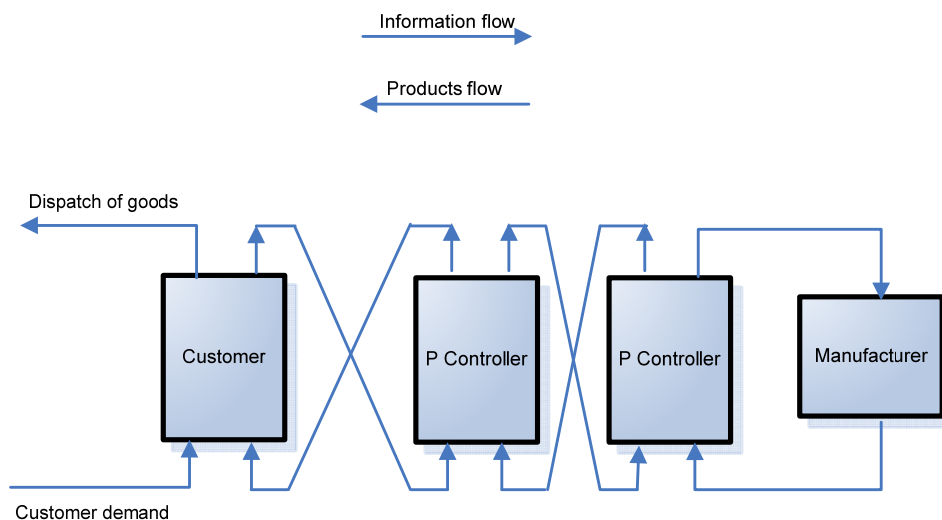 Information flow
Products flow
Dispatch of goods
Customer
P Controller
P Controller
Manufacturer
Customer demand